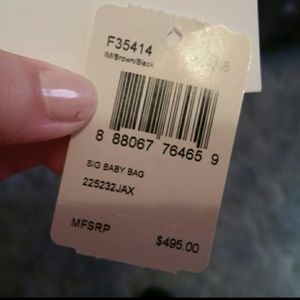 F35414
IM/Brown/Black
8 88067 76465 9
SIG BABY BAG
225232JAX
MFSRP $495.00